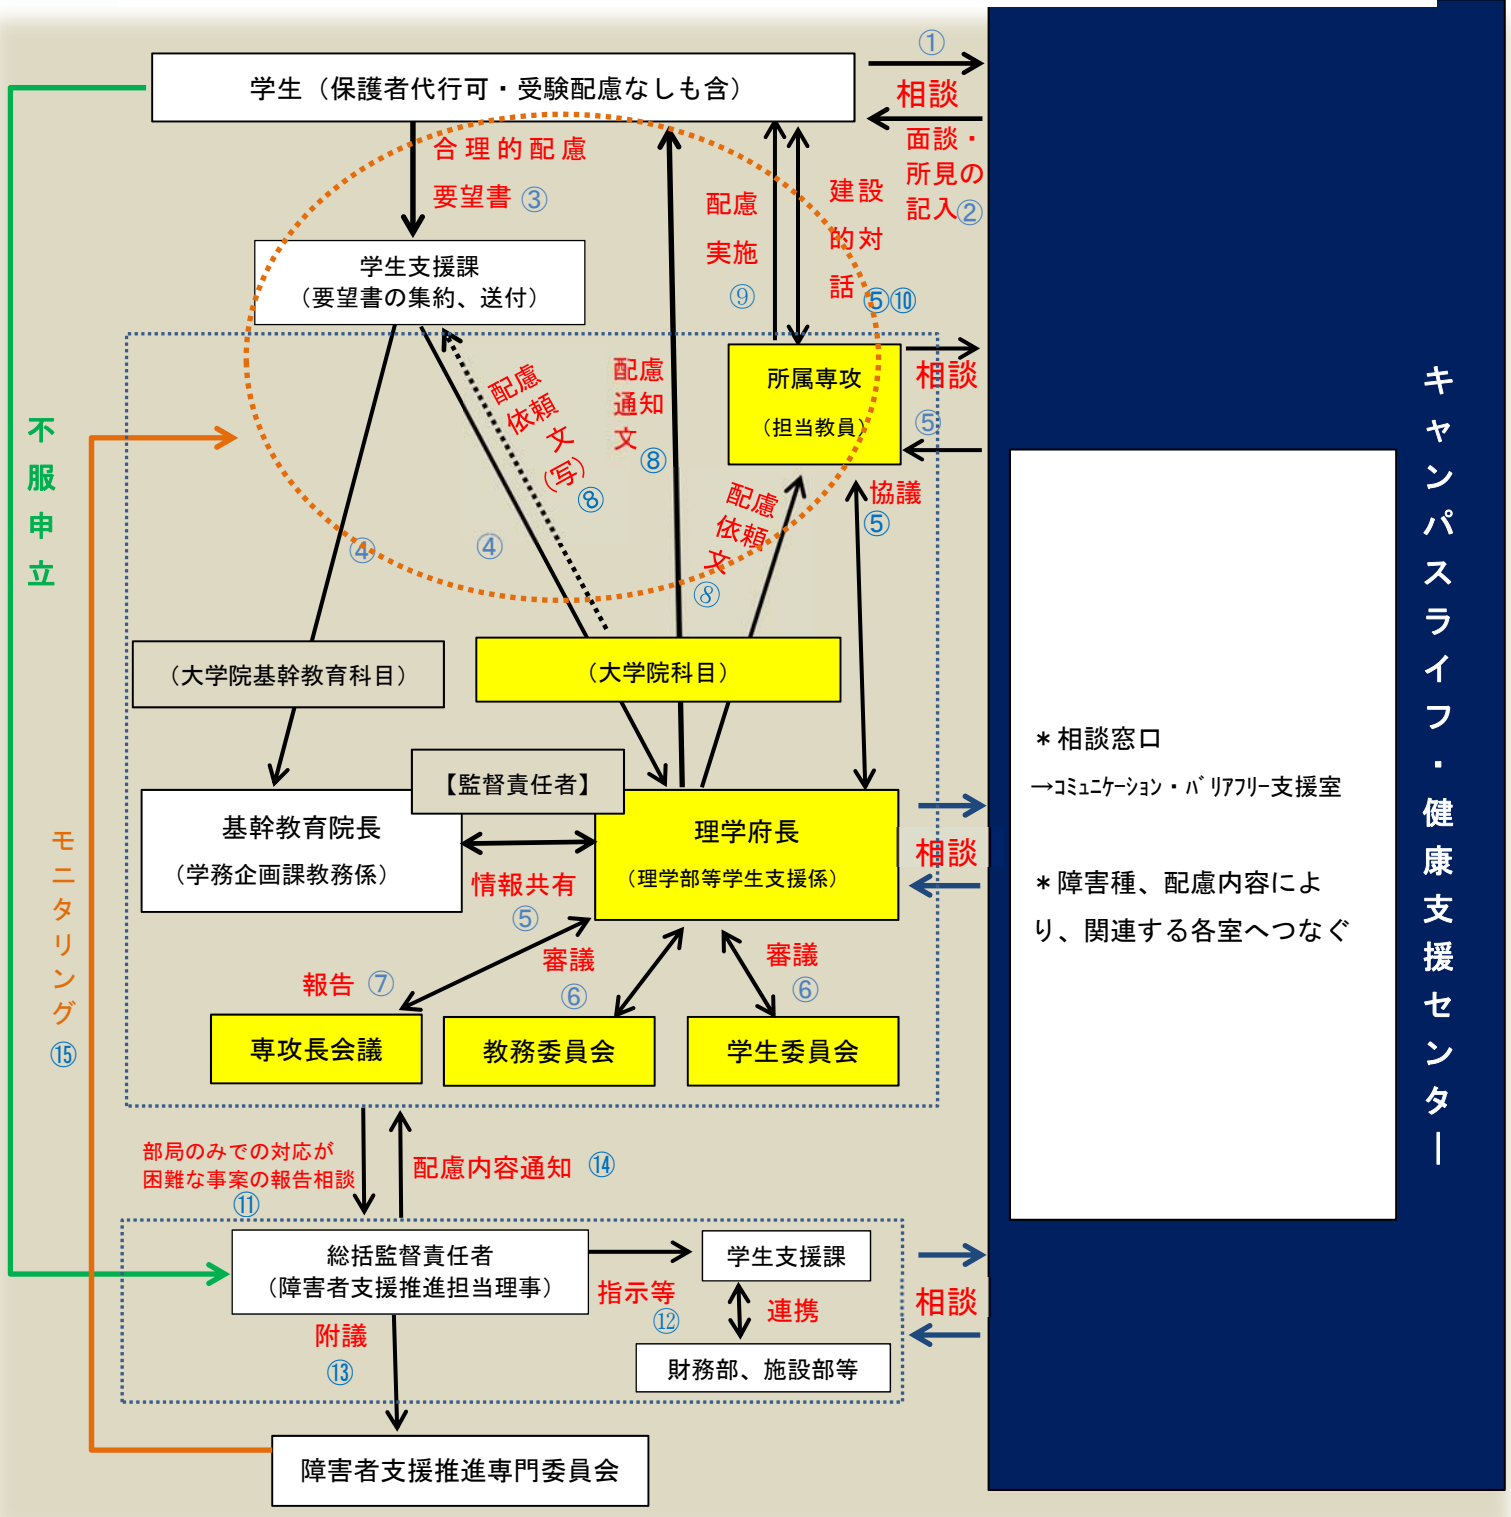 学生（保護者代行可・受験配慮なしも含）
①
相談
面談・
所見の
記入②
合理的配慮
要望書 ③
配慮
実施
⑨
建設
的対
話 ⑤⑩
学生支援課
（要望書の集約、送付）
所属専攻
（担当教員）
相談
⑤
配慮
依頼
文
（写）
⑧
配慮
通知
文 ⑧
配慮
依頼
文
⑧
協議
⑤
④
④
不服申立
（大学院基幹教育科目）
（大学院科目）
【監督責任者】
基幹教育院長
（学務企画課教務係）
理学府長
（理学部等学生支援係）
情報共有
⑤
相談
報告 ⑦
審議
⑥
審議
⑥
専攻長会議
教務委員会
学生委員会
モニタリング⑮
部局のみでの対応が
困難な事案の報告相談
⑪
配慮内容通知 ⑭
総括監督責任者
（障害者支援推進担当理事）
指示等
⑫
学生支援課
連携
財務部、施設部等
相談
附議
⑬
障害者支援推進専門委員会
キャンパスライフ・健康支援センター
＊相談窓口
→ｺﾐｭﾆｹｰｼｮﾝ・ﾊﾞﾘｱﾌﾘｰ支援室
＊障害種、配慮内容によ
り、関連する各室へつなぐ